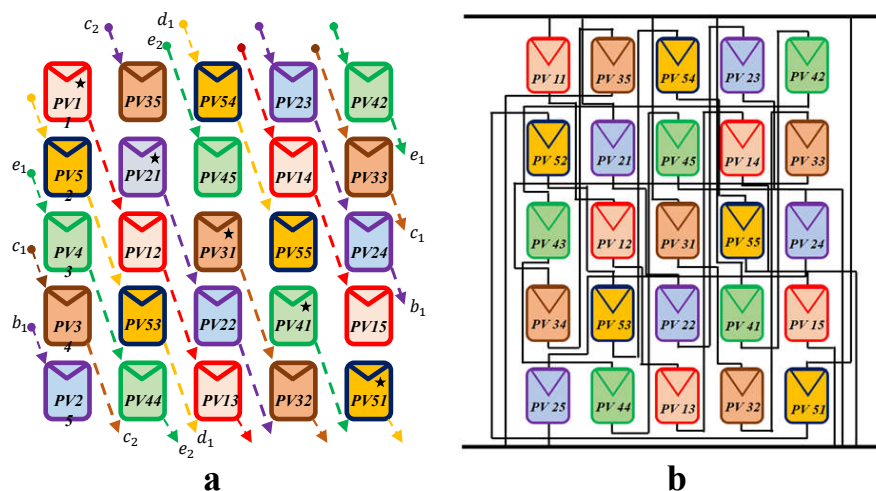 c₂ d₁ e₂
PV1 1 PV35 PV54 PV23 PV42
e₁
PV5 2 PV21 PV45 PV14 PV33
e₁
c₁
PV4 3 PV12 PV31 PV55 PV24
c₁
b₁
PV3 4 PV53 PV22 PV41 PV15
b₁
PV2 5 PV44 PV13 PV32 PV51
c₂ e₂ d₁
a
PV 11 PV 35 PV 54 PV 23 PV 42
PV 52 PV 21 PV 45 PV 14 PV 33
PV 43 PV 12 PV 31 PV 55 PV 24
PV 34 PV 53 PV 22 PV 41 PV 15
PV 25 PV 44 PV 13 PV 32 PV 51
b